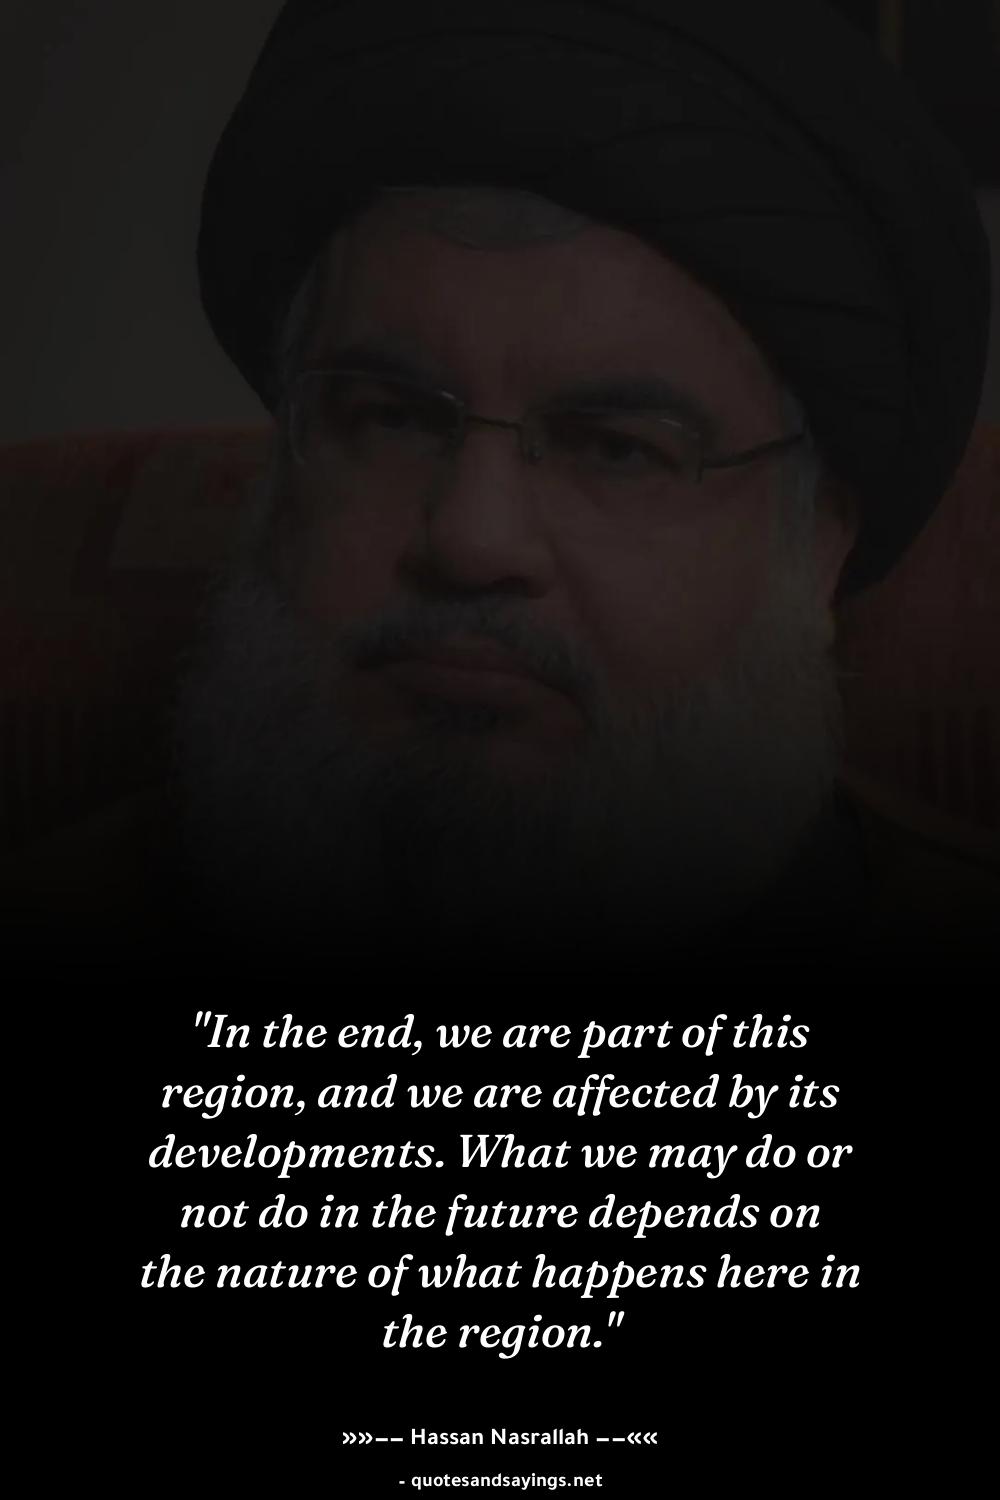 "In the end, we are part of this
region, and we are affected by its
developments. What we may do or
not do in the future depends on
the nature of what happens here in
the region."
»»–– Hassan Nasrallah ––««
- quotesandsayings.net